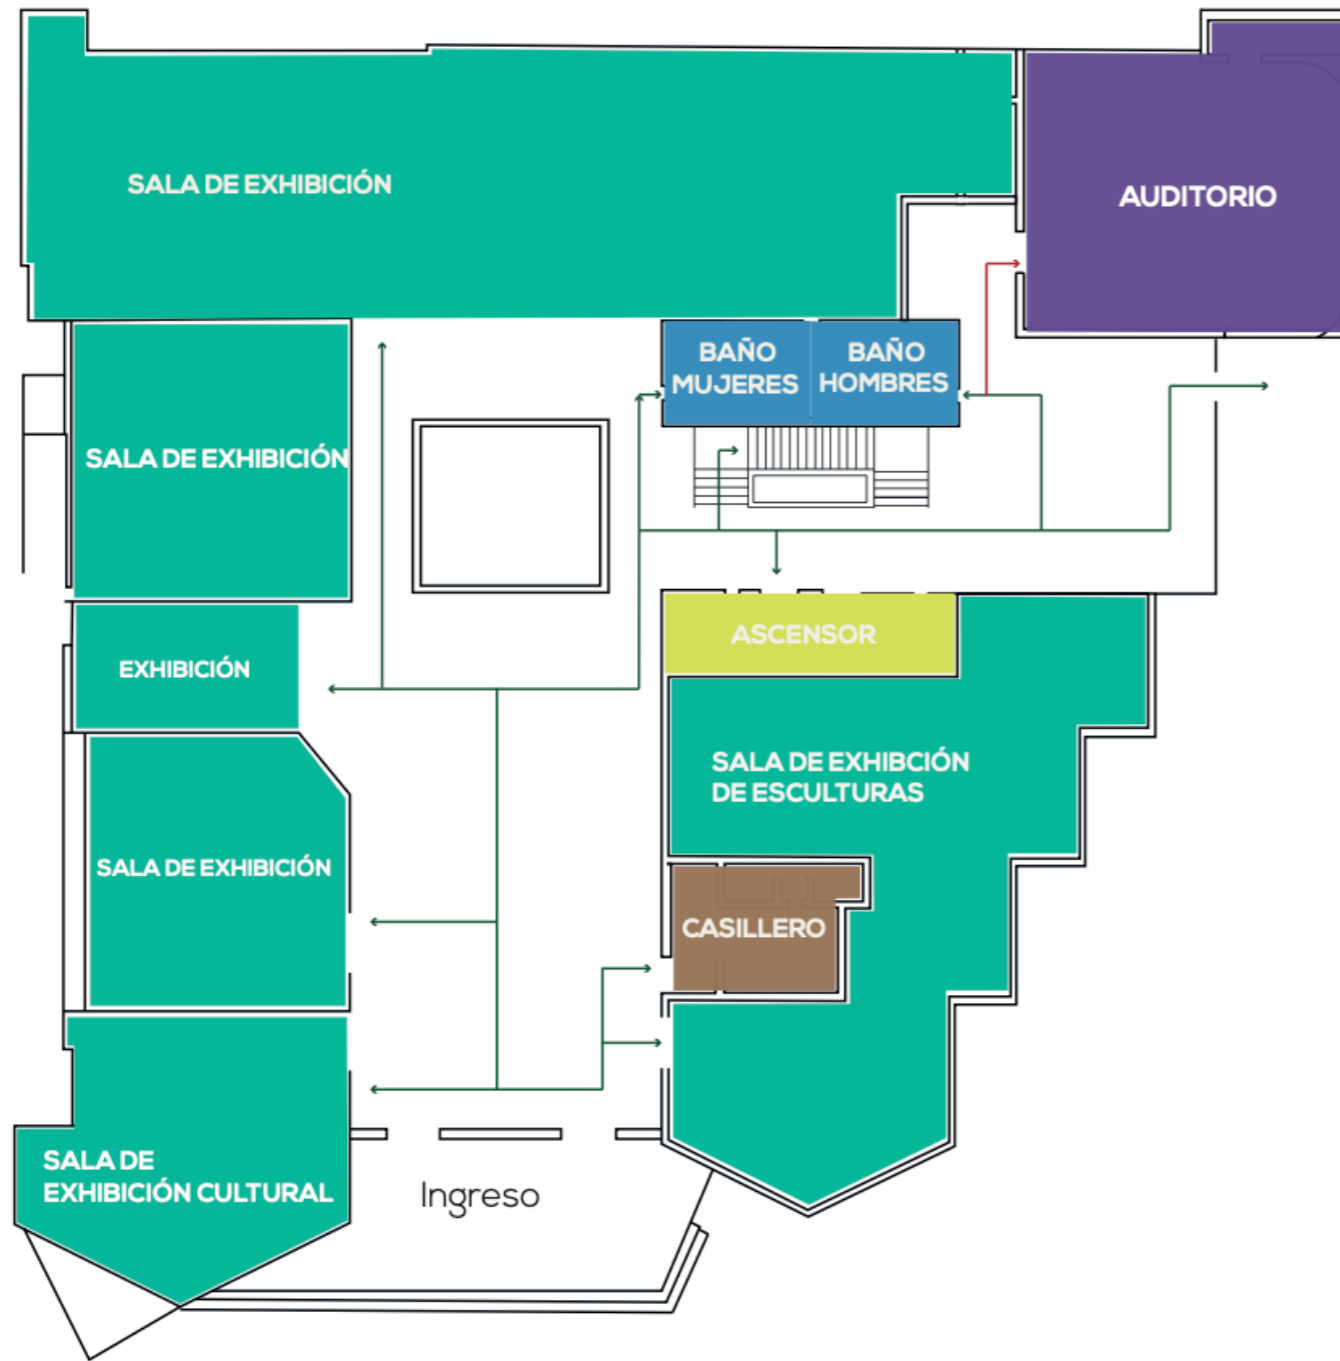 SALA DE EXHIBICIÓN
AUDITORIO
BAÑO
MUJERES
BAÑO
HOMBRES
SALA DE EXHIBICIÓN
ASCENSOR
EXHIBICIÓN
SALA DE EXHIBCIÓN
DE ESCULTURAS
SALA DE EXHIBICIÓN
CASILLERO
SALA DE
EXHIBICIÓN CULTURAL
Ingreso